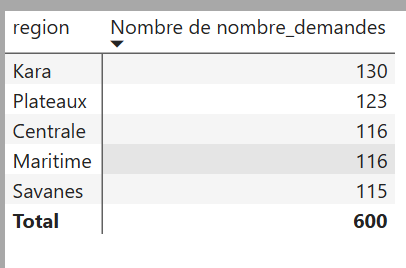 region Nombre de nombre_demandes
Kara 130
Plateaux 123
Centrale 116
Maritime 116
Savanes 115
Total 600